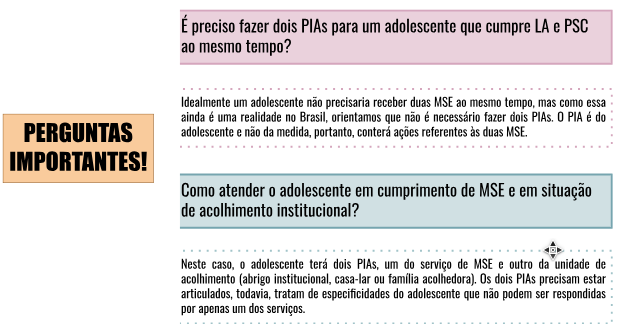 É preciso fazer dois PIAs para um adolescente que cumpre LA e PSC
ao mesmo tempo?
Idealmente um adolescente não precisaria receber duas MSE ao mesmo tempo, mas como essa
ainda é uma realidade no Brasil, orientamos que não é necessário fazer dois PIAs. O PIA é do
adolescente e não da medida, portanto, conterá ações referentes às duas MSE.
PERGUNTAS
IMPORTANTES!
Como atender o adolescente em cumprimento de MSE e em situação
de acolhimento institucional?
Neste caso, o adolescente terá dois PIAs, um do serviço de MSE e outro da unidade de
acolhimento (abrigo institucional, casa-lar ou família acolhedora). Os dois PIAs precisam estar
articulados, todavia, tratam de especificidades do adolescente que não podem ser respondidas
por apenas um dos serviços.